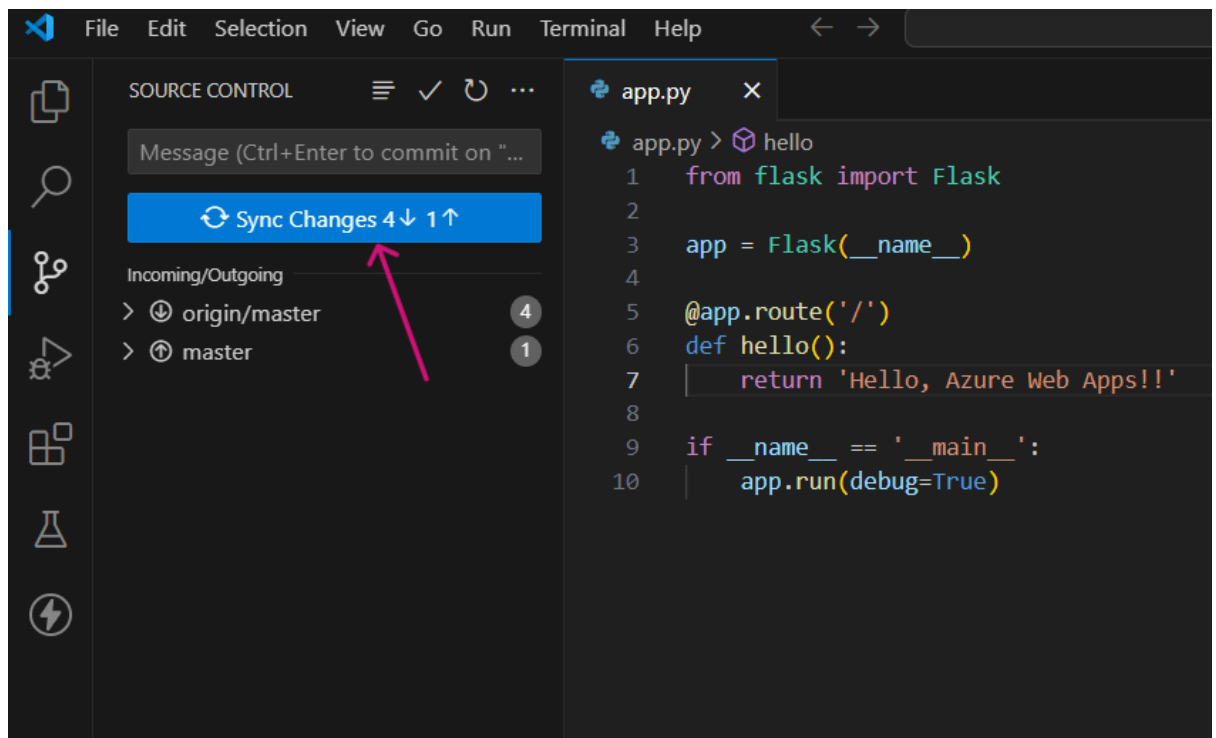 File Edit Selection View Go Run Terminal Help
SOURCE CONTROL
Message (Ctrl+Enter to commit on "...
Sync Changes 4↓ 1↑
Incoming/Outgoing
origin/master 4
master 1
app.py
app.py > hello
1 from flask import Flask
2
3 app = Flask(__name__)
4
5 @app.route('/')
6 def hello():
7     return 'Hello, Azure Web Apps!!'
8
9 if __name__ == '__main__':
10     app.run(debug=True)